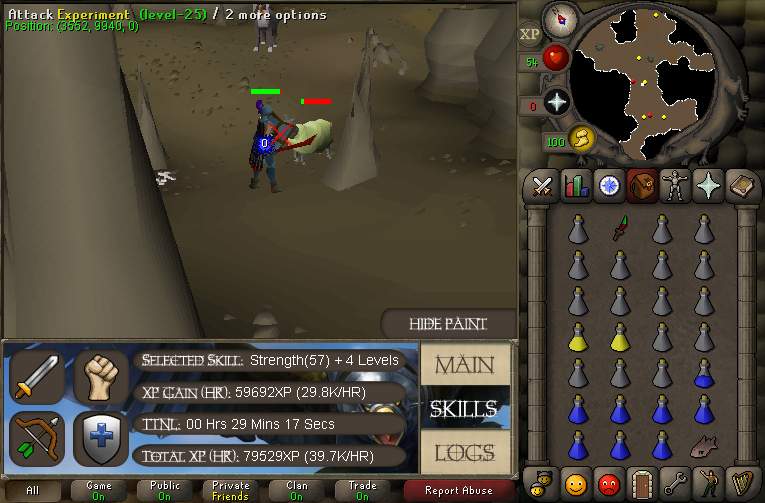 Attack Experiment (level-25) / 2 more options
Position: (3552, 9940, 0)
XP
54
0
100
0
HIDE PAINT
SELECTED SKILL: Strength(57) + 4 Levels
XP GAIN (HR): 59692XP (29.8K/HR)
TTNL: 00 Hrs 29 Mins 17 Secs
TOTAL XP (HR): 79529XP (39.7K/HR)
MAIN
SKILLS
LOGS
All
Game
On
Public
On
Private
Friends
Clan
On
Trade
On
Report Abuse